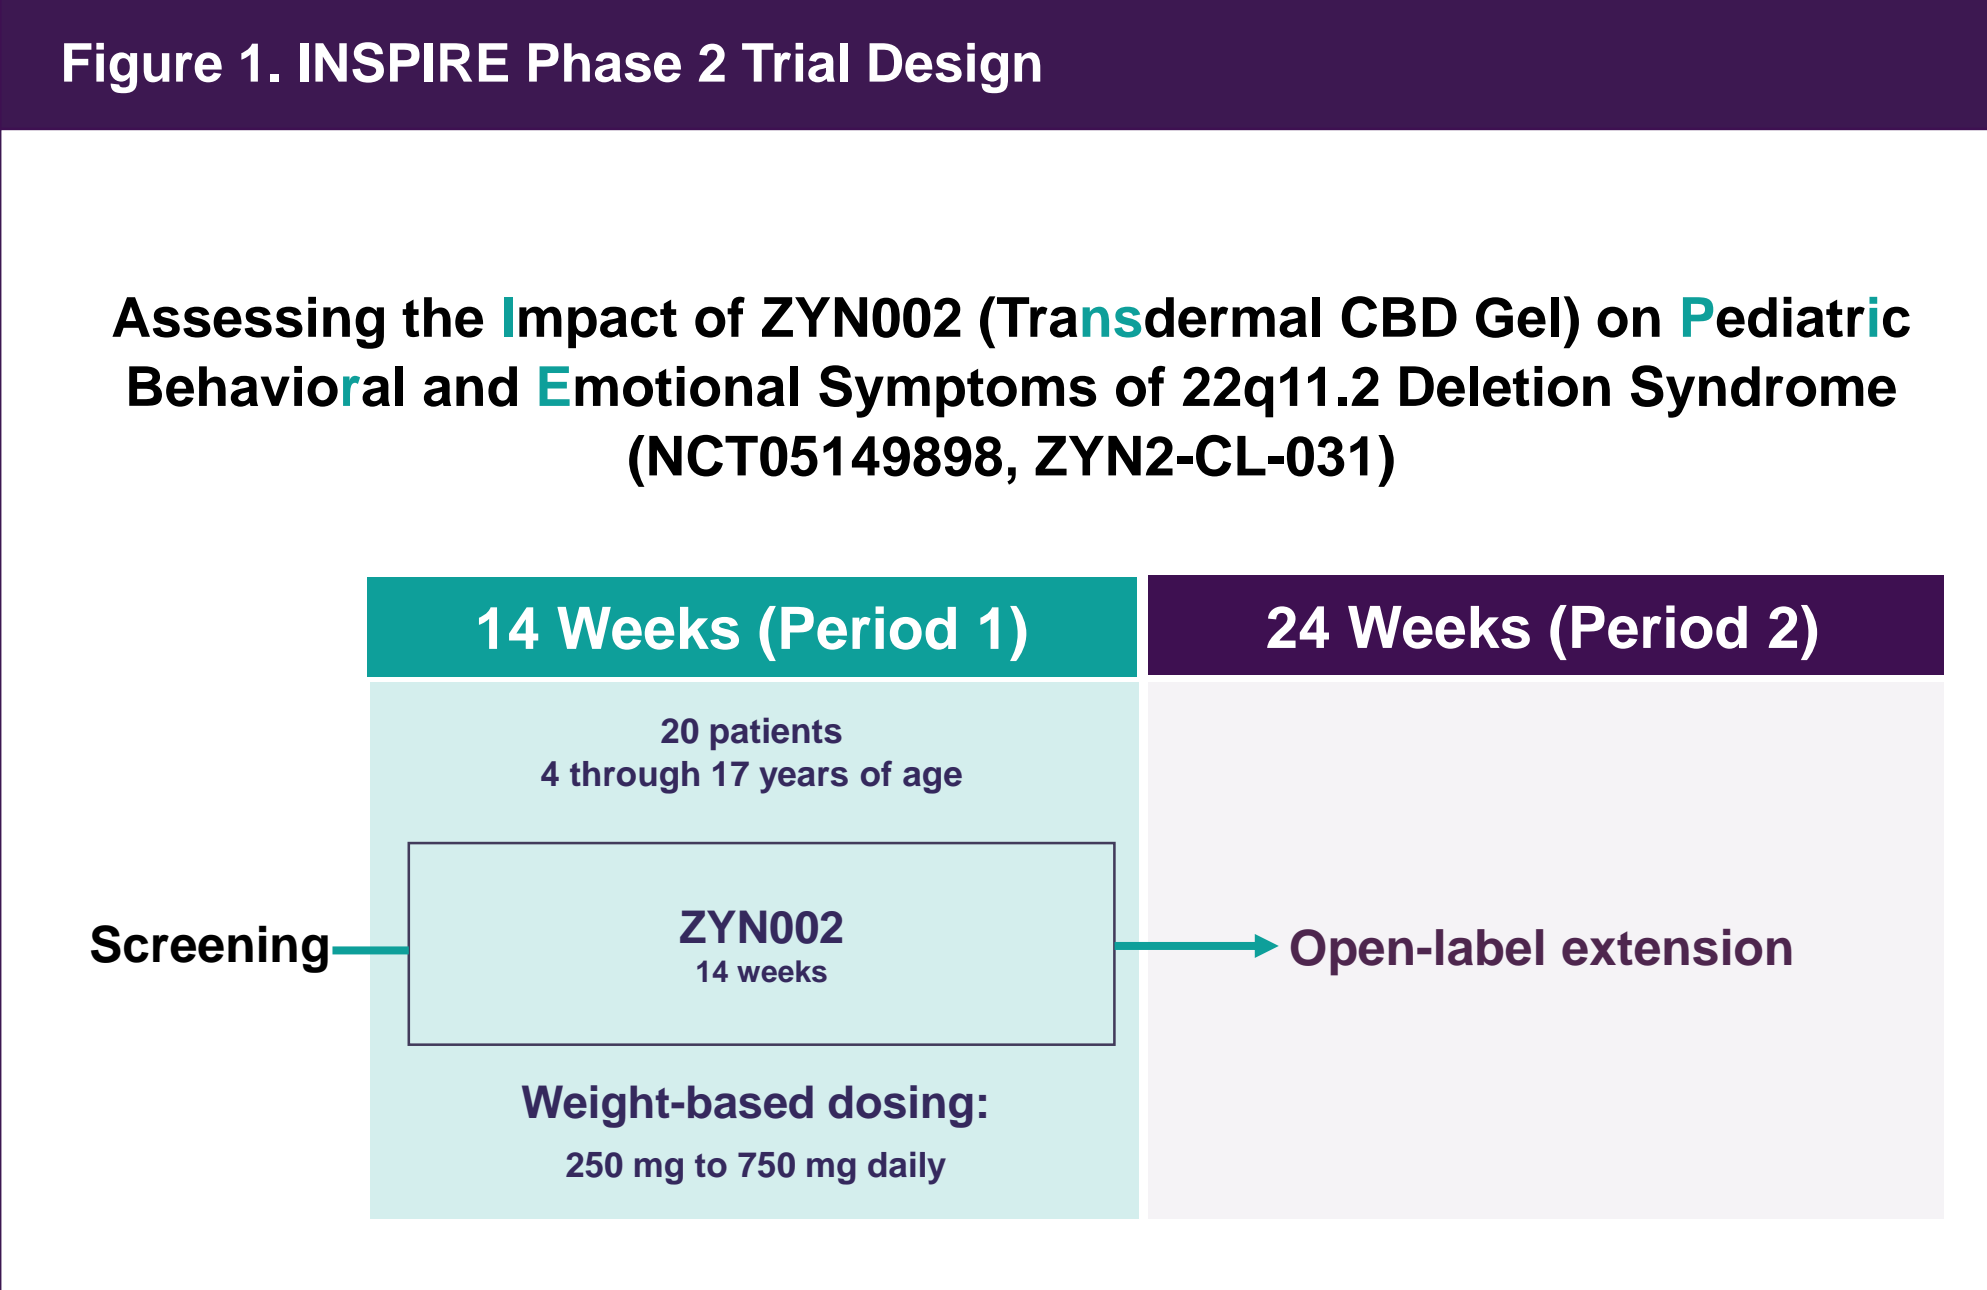 Figure 1. INSPIRE Phase 2 Trial Design
Assessing the Impact of ZYN002 (Transdermal CBD Gel) on Pediatric
Behavioral and Emotional Symptoms of 22q11.2 Deletion Syndrome
(NCT05149898, ZYN2-CL-031)
14 Weeks (Period 1)
24 Weeks (Period 2)
20 patients
4 through 17 years of age
Screening
ZYN002
14 weeks
Open-label extension
Weight-based dosing:
250 mg to 750 mg daily